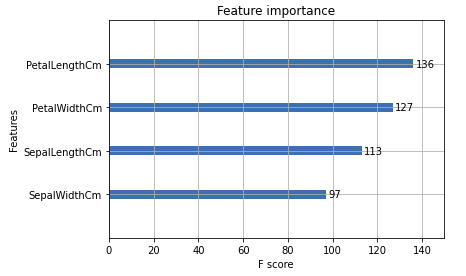 Feature importance
PetalLengthCm 136
PetalWidthCm 127
SepalLengthCm 113
SepalWidthCm 97
Features
0 20 40 60 80 100 120 140
F score